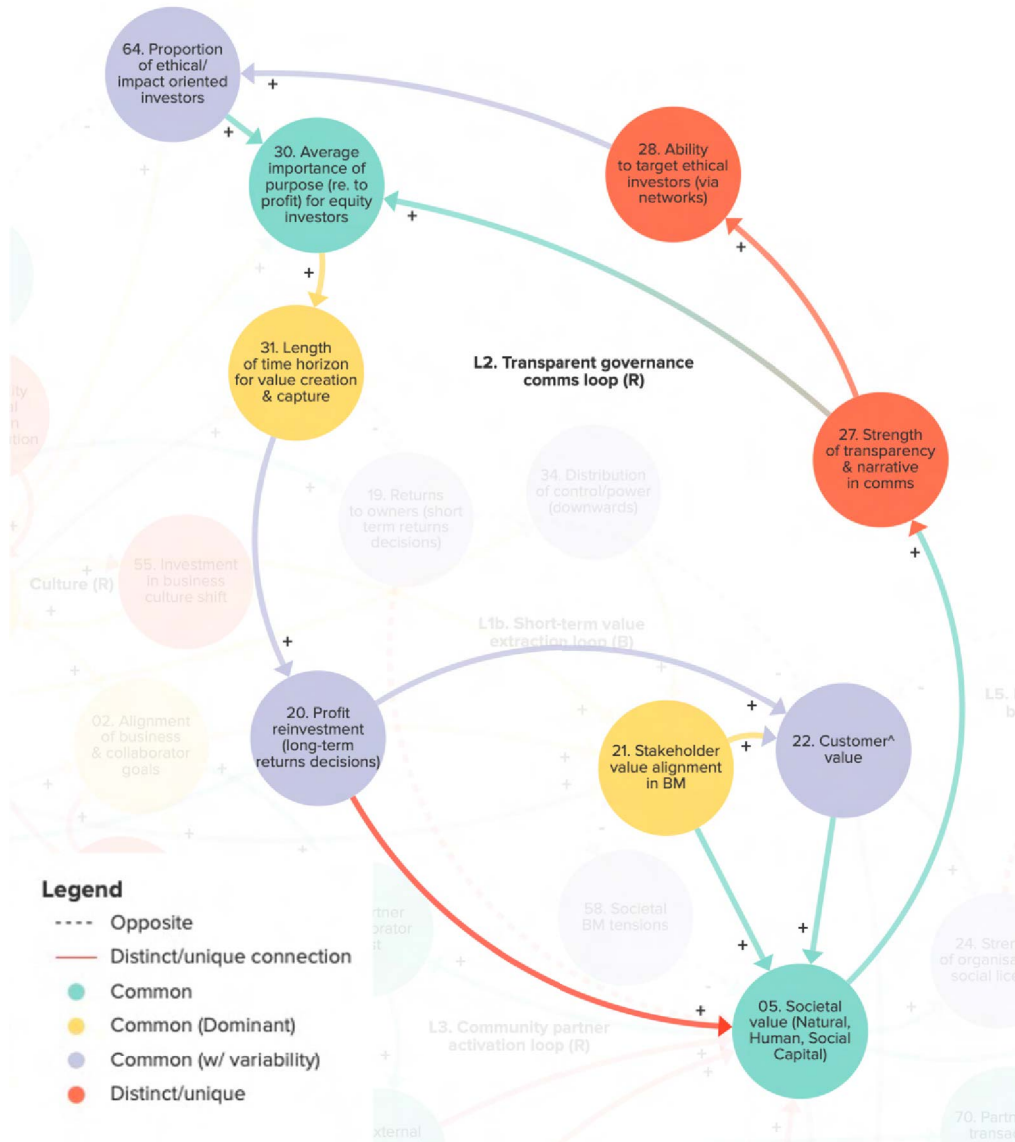 64. Proportion
of ethical/
impact oriented
investors
+
+
30. Average
importance of
purpose (re. to
profit) for equity
investors
28. Ability
to target ethical
investors (via
networks)
+
+
+
31. Length
of time horizon
for value creation
& capture
L2. Transparent governance
comms loop (R)
27. Strength
of transparency
& narrative
in comms
+
19. Returns
to owners (short
term returns
decisions)
34. Distribution
of control/power
(downwards)
Culture (R)
55. Investment
in business
culture shift
L1b. Short-term value
extraction loop (B)
+
20. Profit
reinvestment
(long-term
returns decisions)
02. Alignment
of business
& collaborator
goals
+
21. Stakeholder
value alignment
in BM
+
22. Customer^
value
L5.
58. Societal
BM tensions
+
+
24.
of
social
+
05. Societal
value (Natural,
Human, Social
Capital)
L3. Community partner
activation loop (R)
70.
Legend
Opposite
Distinct/unique connection
Common
Common (Dominant)
Common (w/ variability)
Distinct/unique